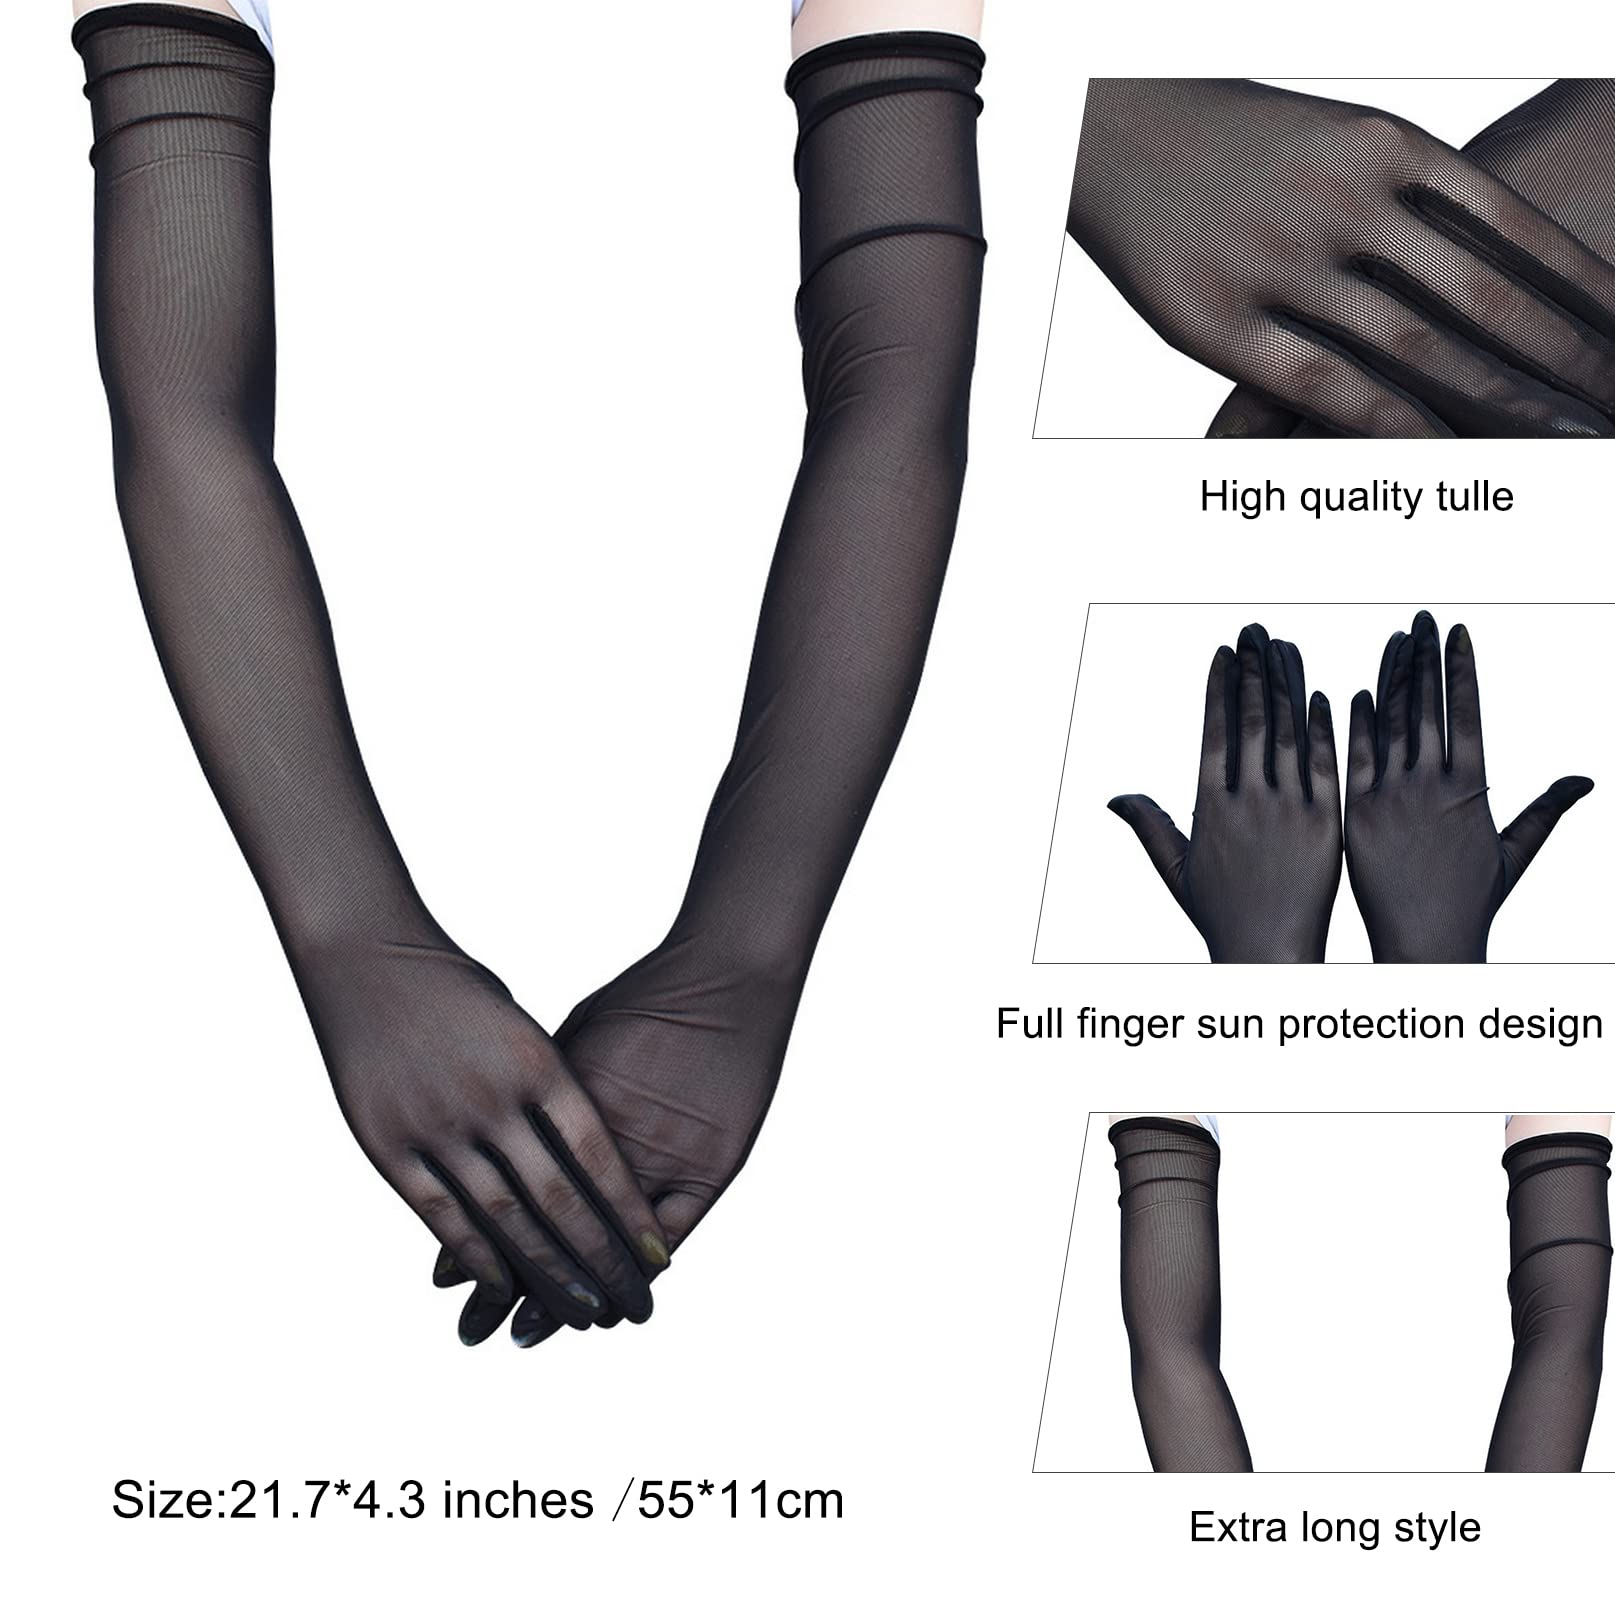 High quality tulle
Full finger sun protection design
Size:21.7*4.3 inches /55*11cm
Extra long style